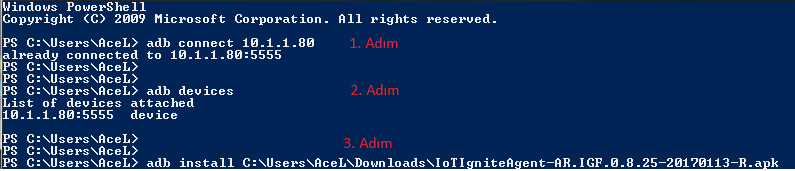 Windows PowerShell
Copyright (C) 2009 Microsoft Corporation. All rights reserved.
PS C:\Users\AceL> adb connect 10.1.1.80 1. Adım
already connected to 10.1.1.80:5555
PS C:\Users\AceL>
PS C:\Users\AceL>
PS C:\Users\AceL> adb devices 2. Adım
List of devices attached
10.1.1.80:5555 device
PS C:\Users\AceL>
3. Adım
PS C:\Users\AceL>
PS C:\Users\AceL> adb install C:\Users\AceL\Downloads\IoTIgniteAgent-AR.IGF.0.8.25-20170113-R.apk